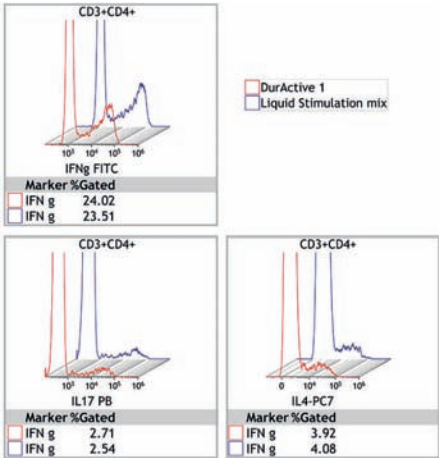 CD3+CD4+
10³ 10⁴ 10⁵ 10⁶
IFNg FITC
Marker %Gated
IFN g 24.02
IFN g 23.51
DurActive 1
Liquid Stimulation mix
CD3+CD4+
10³ 10⁴ 10⁵ 10⁶
IL17 PB
Marker %Gated
IFN g 2.71
IFN g 2.54
CD3+CD4+
0 10⁴ 10⁵ 10⁶
IL4-PC7
Marker %Gated
IFN g 3.92
IFN g 4.08